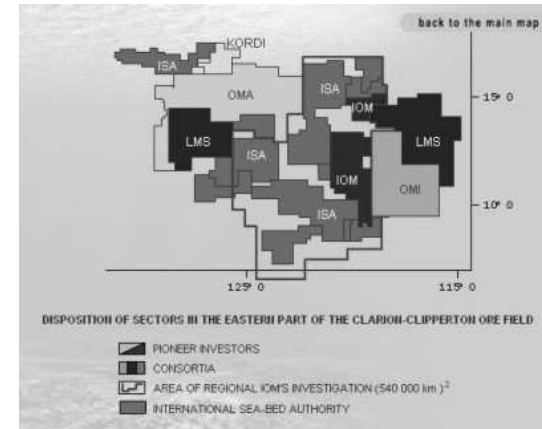 back to the main map
KORDI
ISA
OMA
ISA
IOM
15° 0
LMS
LMS
ISA
IOM
OMI
10° 0
ISA
129° 0
119° 0
DISPOSITION OF SECTORS IN THE EASTERN PART OF THE CLARION-CLIPPERTON ORE FIELD
PIONEER INVESTORS
CONSORTIA
AREA OF REGIONAL IOM'S INVESTIGATION (540 000 km )²
INTERNATIONAL SEA-BED AUTHORITY